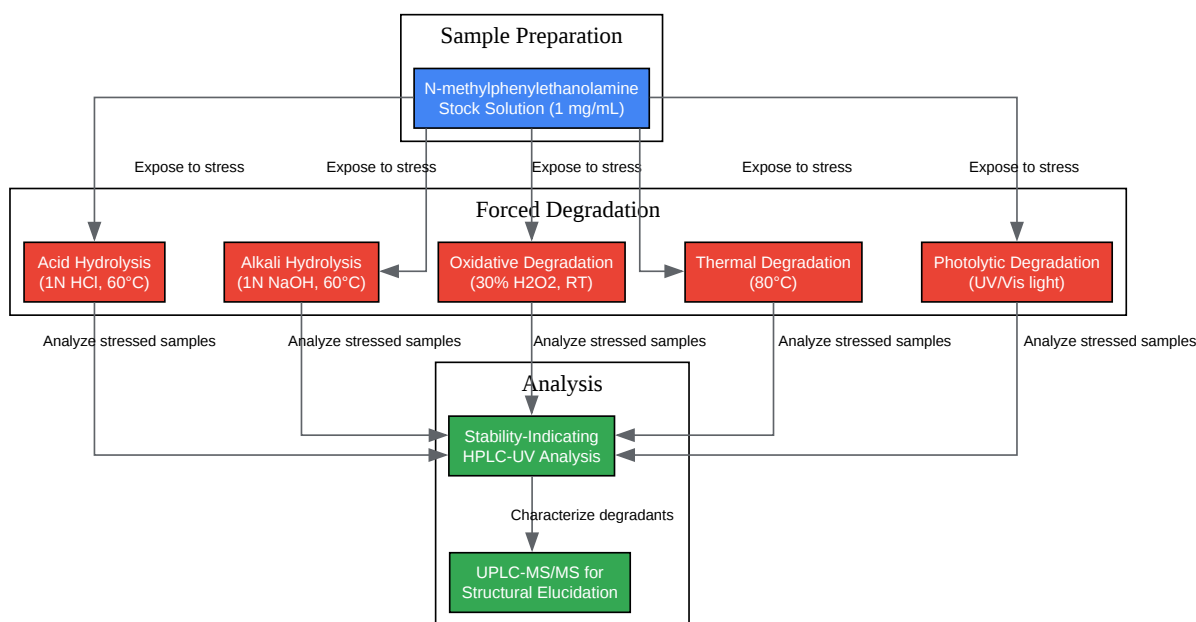 Sample Preparation
N-methylphenylethanolamine
Stock Solution (1 mg/mL)
Expose to stress
Expose to stress
Expose to stress
Expose to stress
Expose to stress
Forced Degradation
Acid Hydrolysis
(1N HCl, 60°C)
Alkali Hydrolysis
(1N NaOH, 60°C)
Oxidative Degradation
(30% H2O2, RT)
Thermal Degradation
(80°C)
Photolytic Degradation
(UV/Vis light)
Analyze stressed samples
Analyze stressed samples
Analyze stressed samples
Analyze stressed samples
Analyze stressed samples
Analysis
Stability-Indicating
HPLC-UV Analysis
Characterize degradants
UPLC-MS/MS for
Structural Elucidation